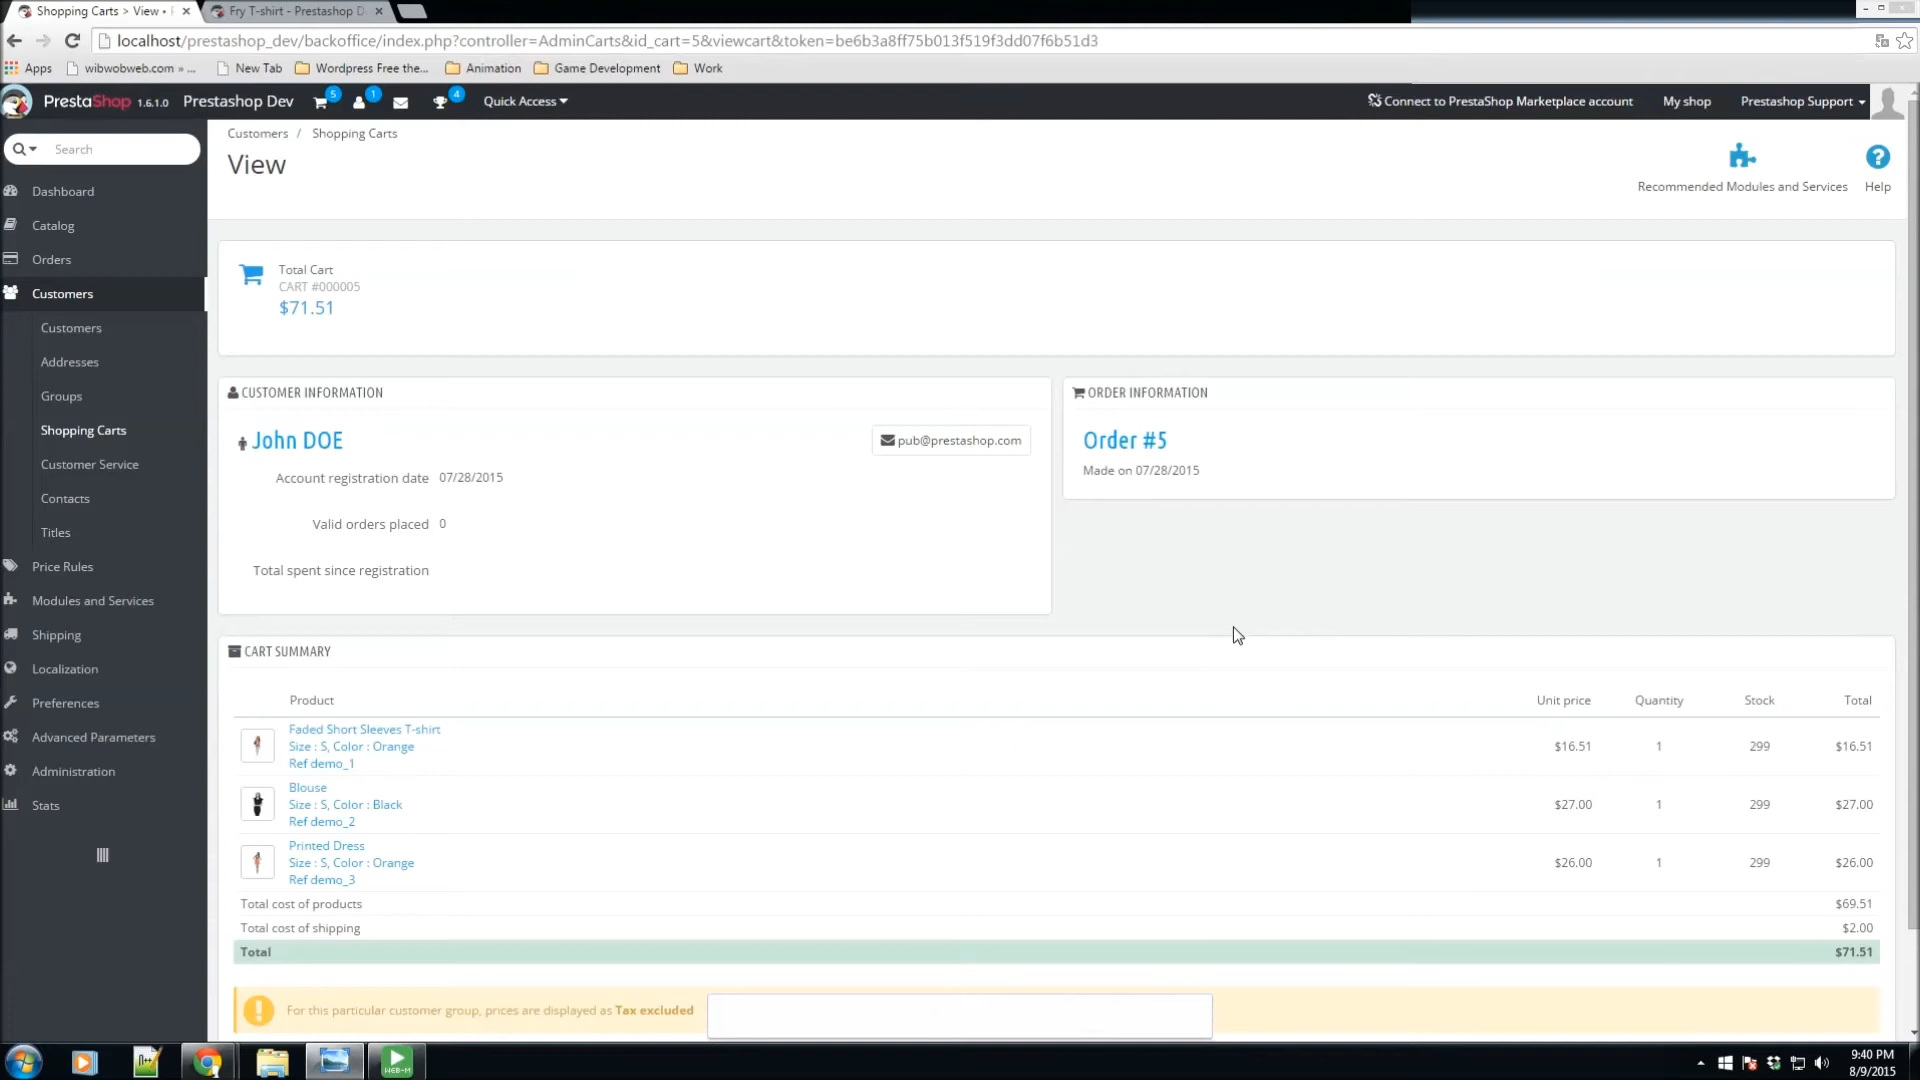 Shopping Carts > View •
Fry T-shirt - Prestashop D
localhost/prestashop_dev/backoffice/index.php?controller=AdminCarts&id_cart=5&viewcart&token=be6b3a8ff75b013f519f3dd07f6b51d3
Apps wibwobweb.com » ... New Tab Wordpress Free the... Animation Game Development Work
PrestaShop 1.6.1.0 Prestashop Dev 5 1 4 Quick Access Connect to PrestaShop Marketplace account My shop Prestashop Support
Search
Dashboard
Catalog
Orders
Customers
Customers
Addresses
Groups
Shopping Carts
Customer Service
Contacts
Titles
Price Rules
Modules and Services
Shipping
Localization
Preferences
Advanced Parameters
Administration
Stats
Customers / Shopping Carts
View
Recommended Modules and Services Help
Total Cart
CART #000005
$71.51
CUSTOMER INFORMATION
John DOE pub@prestashop.com
Account registration date 07/28/2015
Valid orders placed 0
Total spent since registration
ORDER INFORMATION
Order #5
Made on 07/28/2015
CART SUMMARY
Product Unit price Quantity Stock Total
Faded Short Sleeves T-shirt
Size : S, Color : Orange $16.51 1 299 $16.51
Ref demo_1
Blouse
Size : S, Color : Black $27.00 1 299 $27.00
Ref demo_2
Printed Dress
Size : S, Color : Orange $26.00 1 299 $26.00
Ref demo_3
Total cost of products $69.51
Total cost of shipping $2.00
Total $71.51
For this particular customer group, prices are displayed as Tax excluded
WEB-M
9:40 PM
8/9/2015